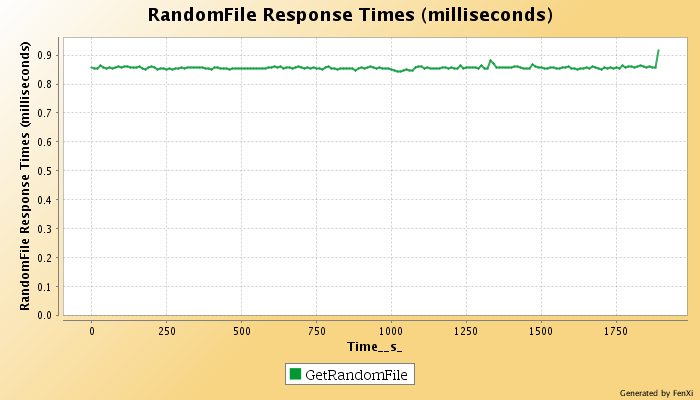 RandomFile Response Times (milliseconds)
RandomFile Response Times (milliseconds)
0.9
0.8
0.7
0.6
0.5
0.4
0.3
0.2
0.1
0.0
0 250 500 750 1000 1250 1500 1750
Time__s_
GetRandomFile
Generated by FenXi